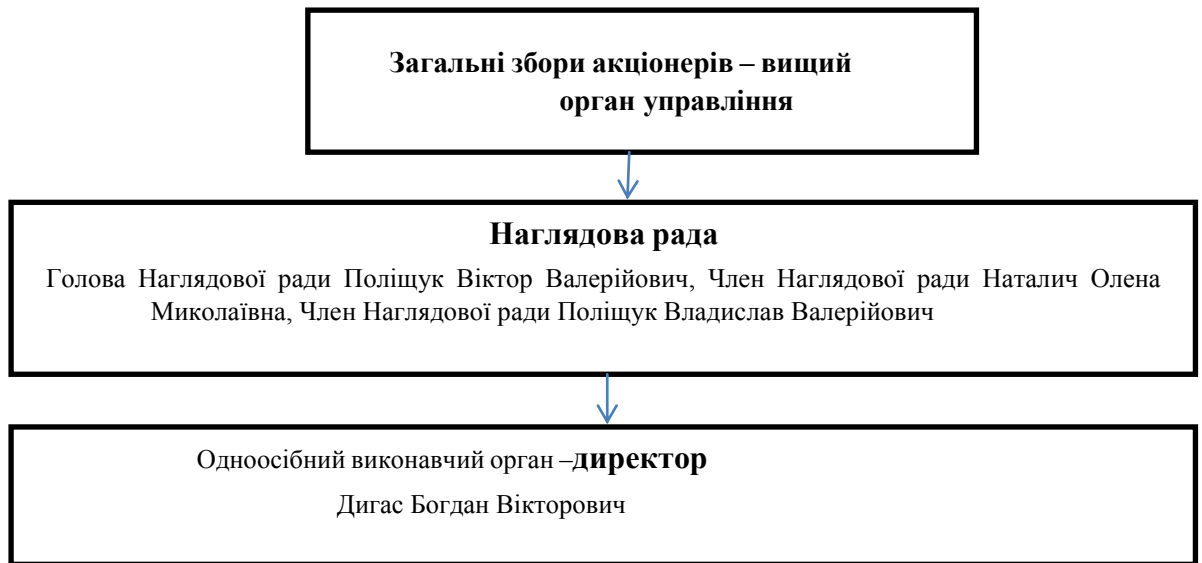 Загальні збори акціонерів – вищий
орган управління
Наглядова рада
Голова Наглядової ради Поліщук Віктор Валерійович, Член Наглядової ради Наталич Олена
Миколаївна, Член Наглядової ради Поліщук Владислав Валерійович
Одноосібний виконавчий орган –директор
Дигас Богдан Вікторович